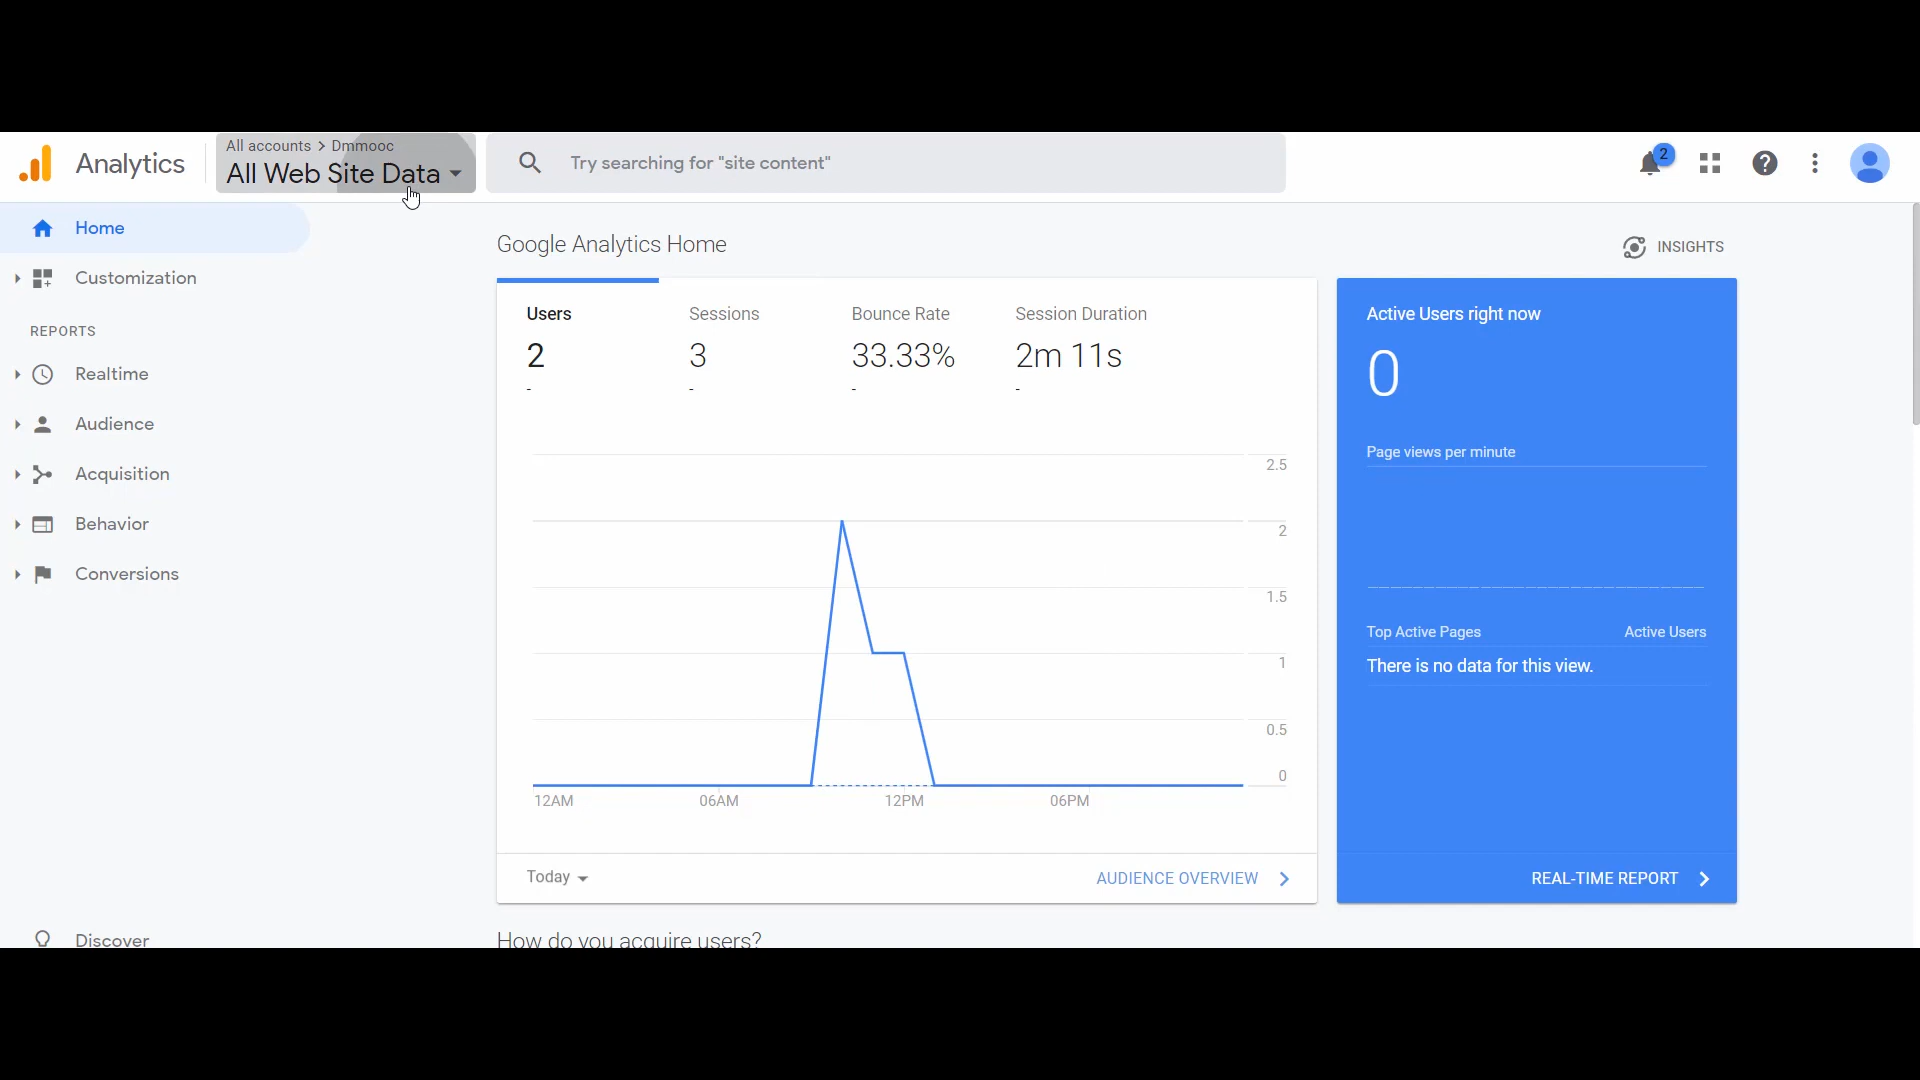 Analytics
All accounts > Dmmooc
All Web Site Data
Try searching for "site content"
2
Home
Customization
REPORTS
Realtime
Audience
Acquisition
Behavior
Conversions
Discover
Google Analytics Home
INSIGHTS
Users Sessions Bounce Rate Session Duration
2 3 33.33% 2m 11s
- - - -
2.5
2
1.5
1
0.5
0
12AM 06AM 12PM 06PM
Today
AUDIENCE OVERVIEW
Active Users right now
0
Page views per minute
Top Active Pages Active Users
There is no data for this view.
REAL-TIME REPORT
How do you acquire users?